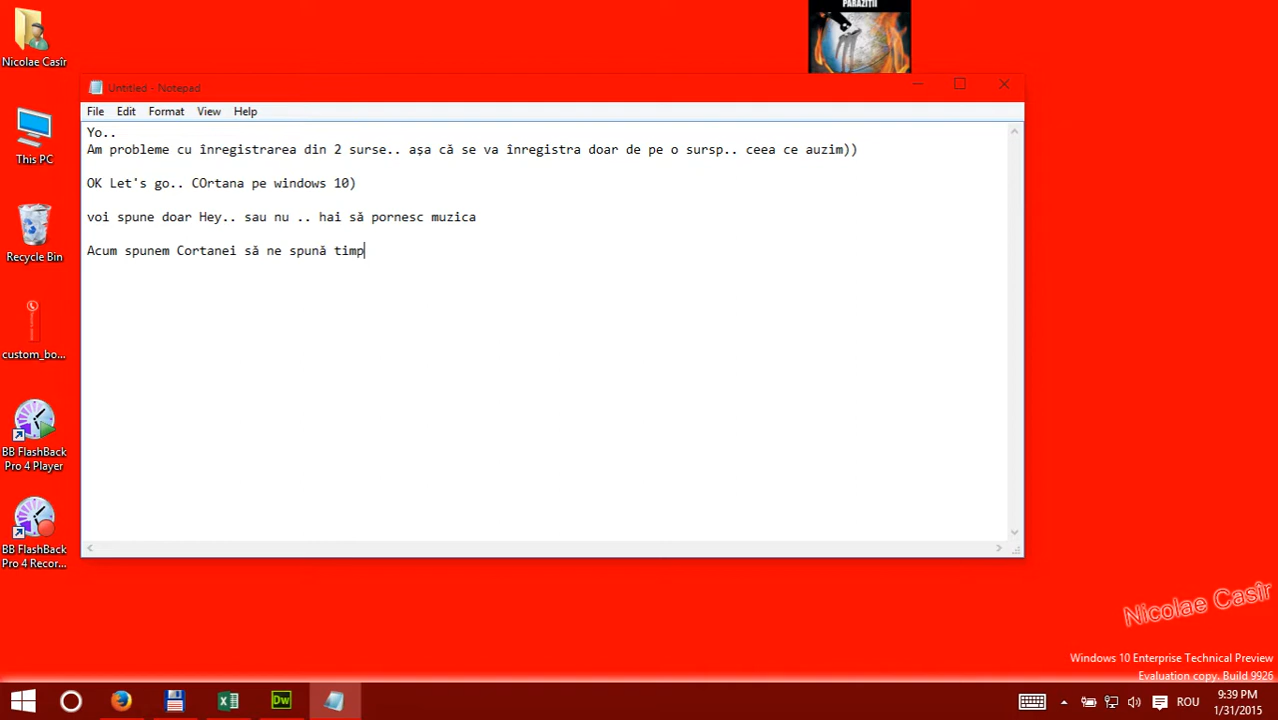 PARAZIȚII
Nicolae Casîr
This PC
Recycle Bin
custom_bo...
BB FlashBack
Pro 4 Player
BB FlashBack
Pro 4 Recor...
Untitled - Notepad
File Edit Format View Help
Yo..
Am probleme cu înregistrarea din 2 surse.. așa că se va înregistra doar de pe o sursp.. ceea ce auzim))
OK Let's go.. COrtana pe windows 10)
voi spune doar Hey.. sau nu .. hai să pornesc muzica
Acum spunem Cortanei să ne spună timp
Nicolae Casîr
Windows 10 Enterprise Technical Preview
Evaluation copy. Build 9926
Dw
ROU
9:39 PM
1/31/2015